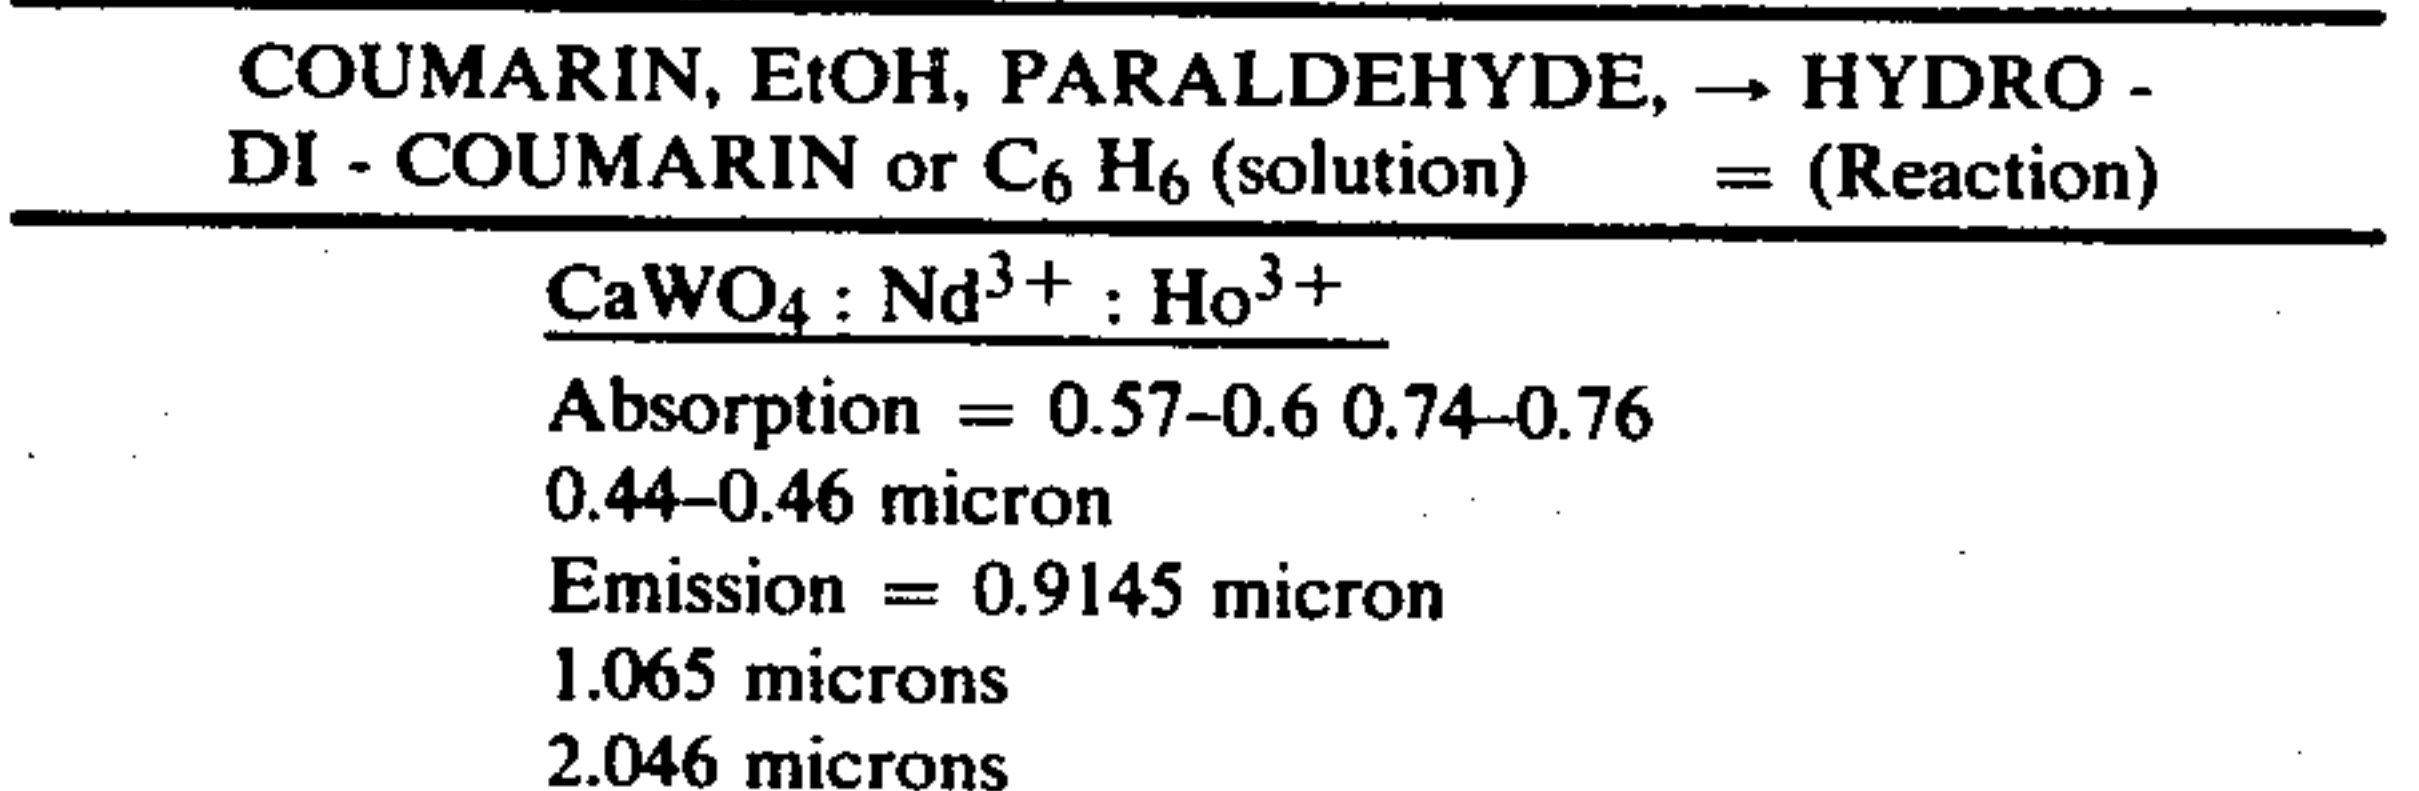 COUMARIN, EtOH, PARALDEHYDE, → HYDRO -
DI - COUMARIN or C₆ H₆ (solution) = (Reaction)
CaWO₄ : Nd³⁺ : Ho³⁺
Absorption = 0.57–0.6 0.74–0.76
0.44–0.46 micron
Emission = 0.9145 micron
1.065 microns
2.046 microns